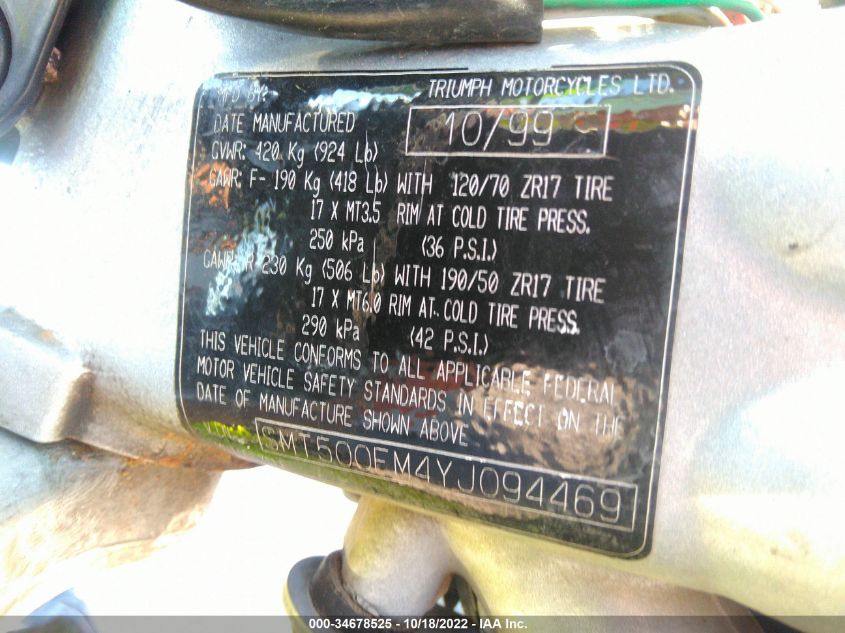 MFD BY: TRIUMPH MOTORCYCLES LTD.
DATE MANUFACTURED 10/99
GVWR: 420 Kg (924 Lb)
GAWR: F- 190 Kg (418 Lb) WITH 120/70 ZR17 TIRE
17 X MT3.5 RIM AT COLD TIRE PRESS.
250 kPa (36 P.S.I.)
GAWR: R 230 Kg (506 Lb) WITH 190/50 ZR17 TIRE
17 X MT6.0 RIM AT. COLD TIRE PRESS.
290 kPa (42 P.S.I.)
THIS VEHICLE CONFORMS TO ALL APPLICABLE FEDERAL
MOTOR VEHICLE SAFETY STANDARDS IN EFFECT ON THE
DATE OF MANUFACTURE SHOWN ABOVE
SMT500FM4YJ094469
000-34678525 - 10/18/2022 - IAA Inc.